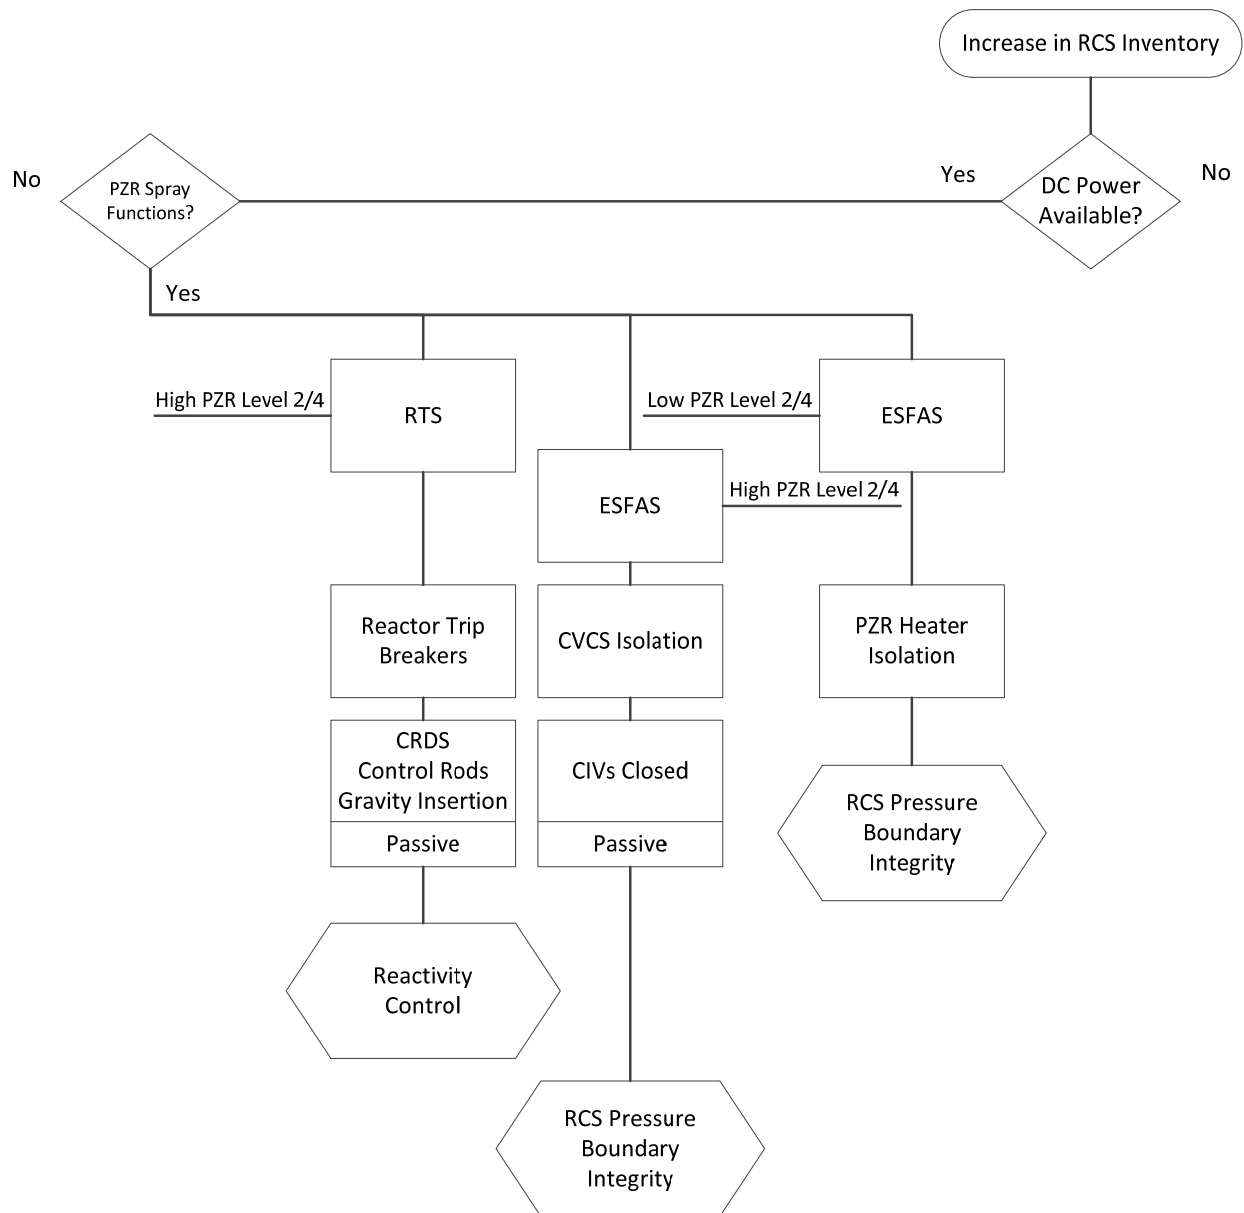 Increase in RCS Inventory
No
PZR Spray
Functions?
Yes
DC Power
Available?
No
Yes
High PZR Level 2/4
RTS
Low PZR Level 2/4
ESFAS
ESFAS
High PZR Level 2/4
Reactor Trip
Breakers
CVCS Isolation
PZR Heater
Isolation
CRDS
Control Rods
Gravity Insertion
Passive
CIVs Closed
Passive
RCS Pressure
Boundary
Integrity
Reactivity
Control
RCS Pressure
Boundary
Integrity